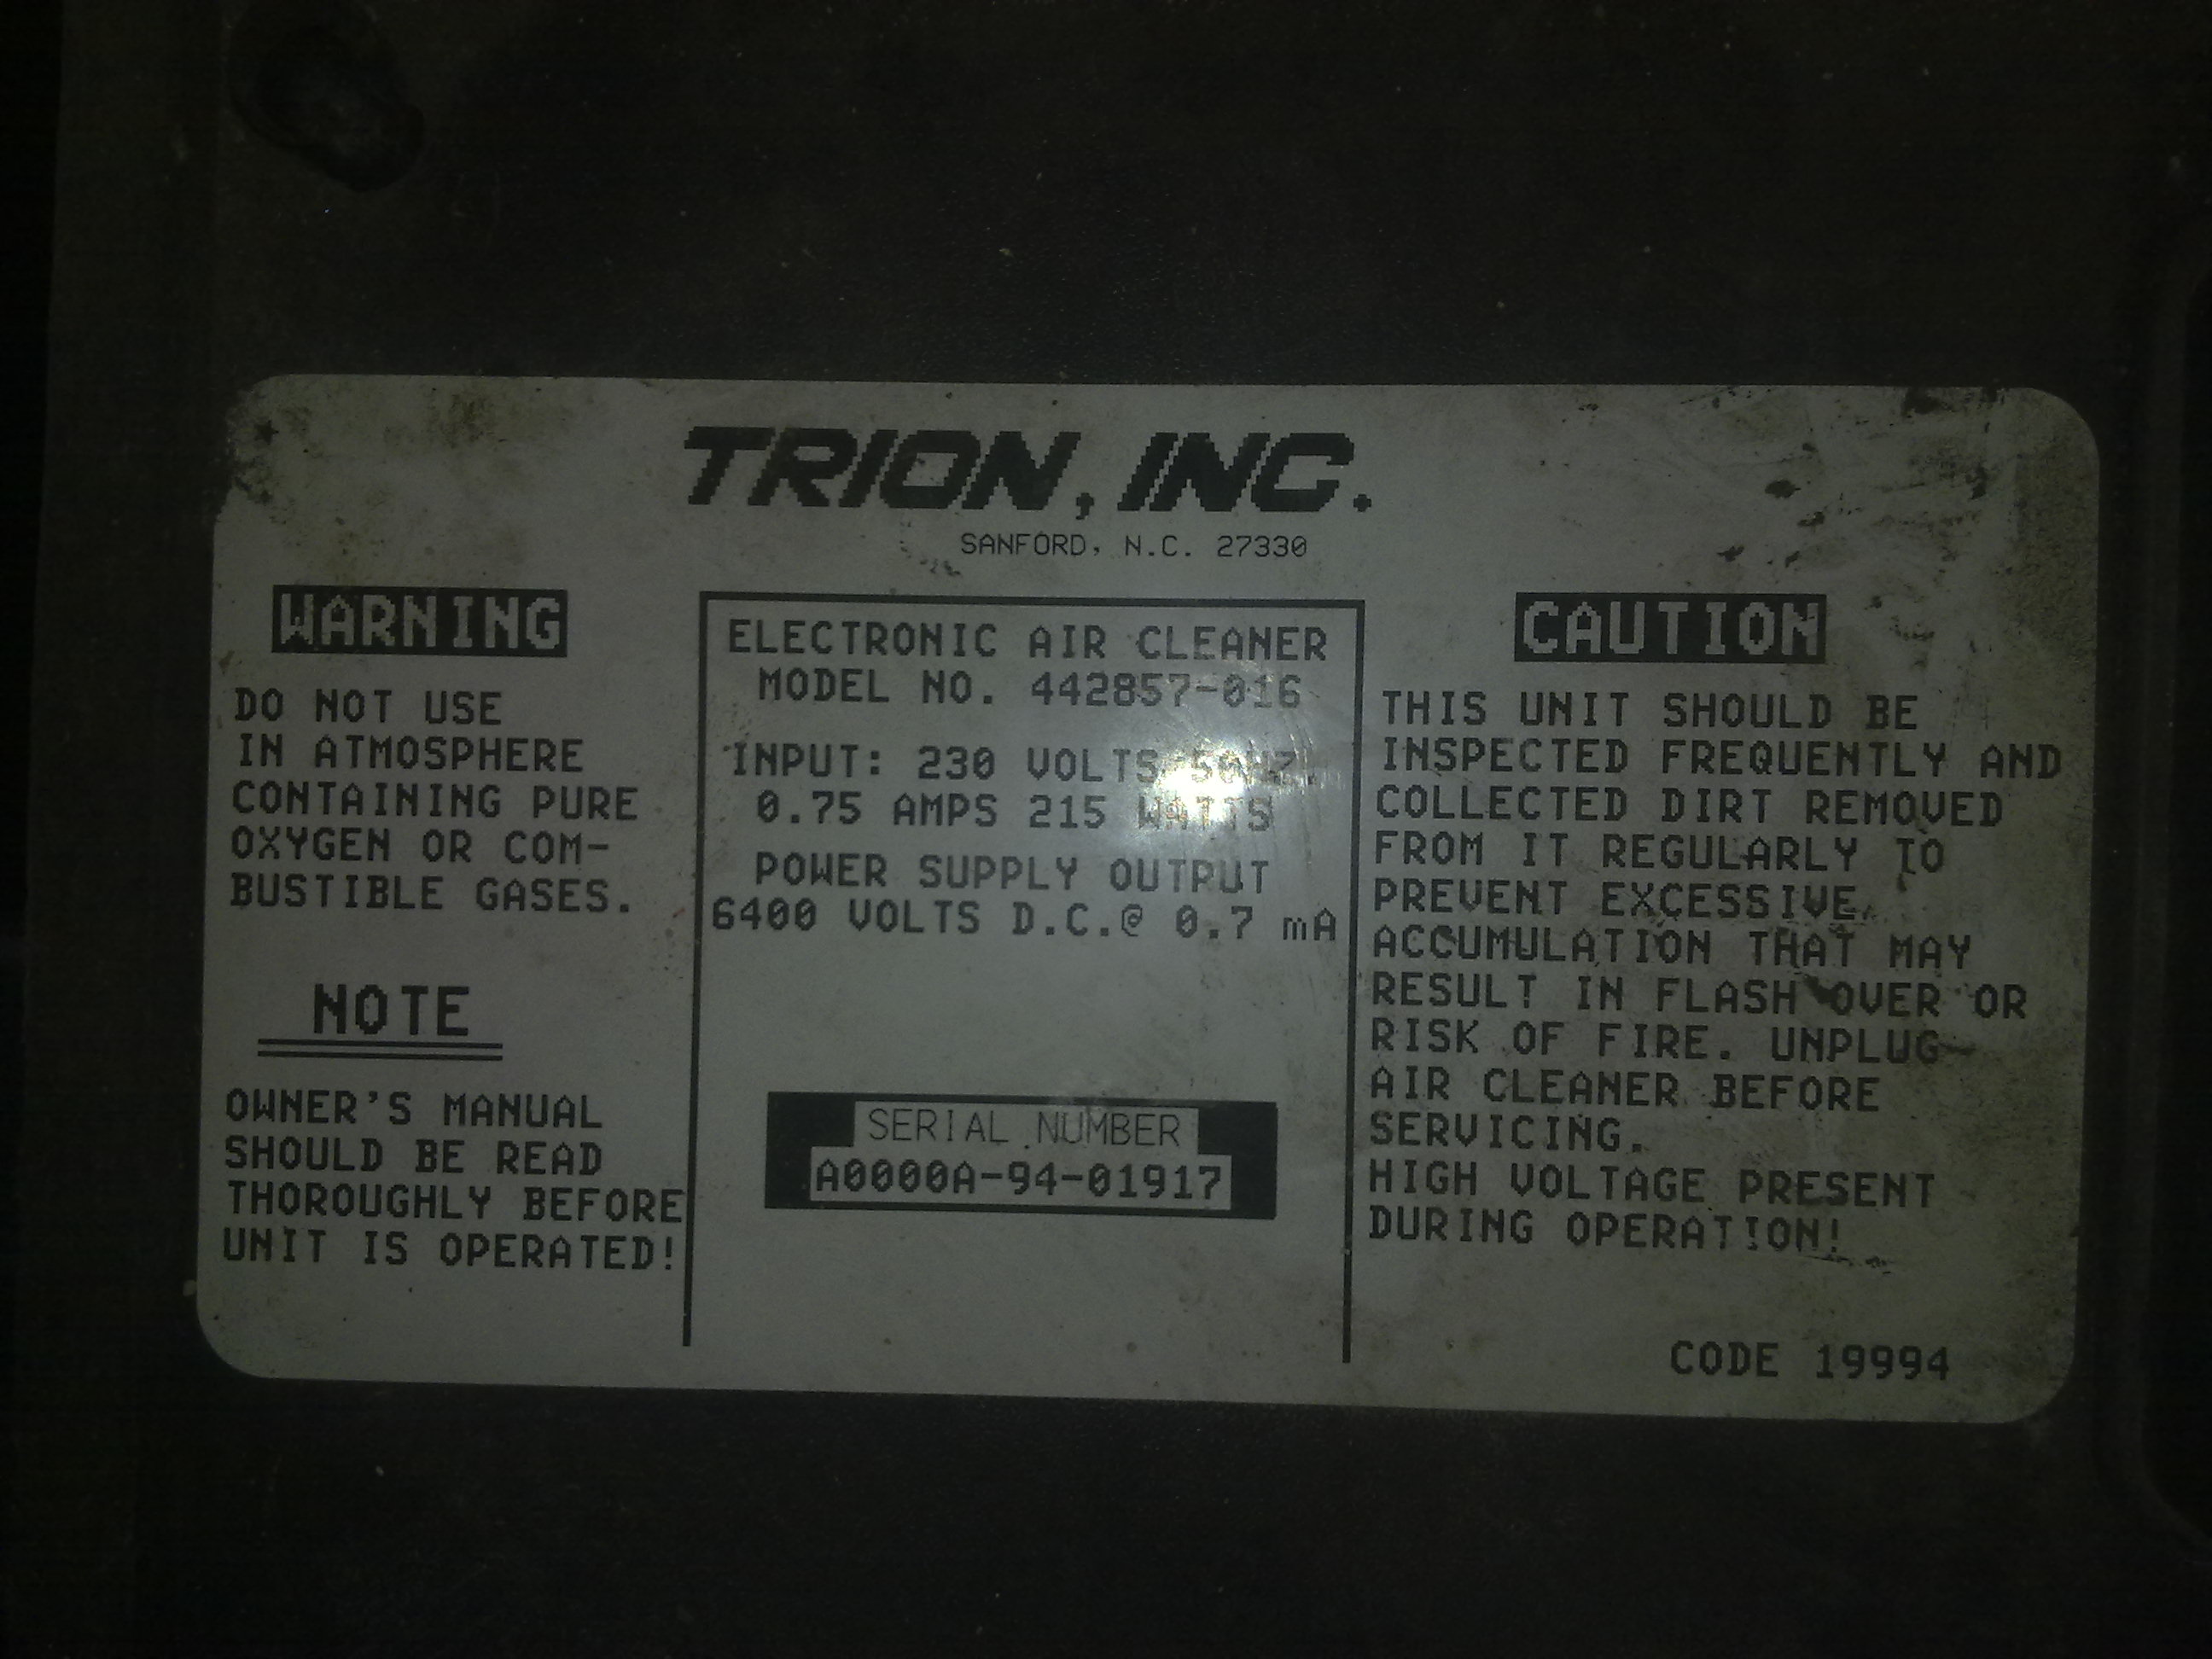 TRION, INC.
SANFORD, N.C. 27330
WARNING
DO NOT USE
IN ATMOSPHERE
CONTAINING PURE
OXYGEN OR COM-
BUSTIBLE GASES.
NOTE
OWNER'S MANUAL
SHOULD BE READ
THOROUGHLY BEFORE
UNIT IS OPERATED!
ELECTRONIC AIR CLEANER
MODEL NO. 442857-016
INPUT: 230 VOLTS 50HZ.
0.75 AMPS 215 WATTS
POWER SUPPLY OUTPUT
6400 VOLTS D.C.@ 0.7 mA
SERIAL NUMBER
A0000A-94-01917
CAUTION
THIS UNIT SHOULD BE
INSPECTED FREQUENTLY AND
COLLECTED DIRT REMOVED
FROM IT REGULARLY TO
PREVENT EXCESSIVE
ACCUMULATION THAT MAY
RESULT IN FLASH OVER OR
RISK OF FIRE. UNPLUG
AIR CLEANER BEFORE
SERVICING.
HIGH VOLTAGE PRESENT
DURING OPERATION!
CODE 19994